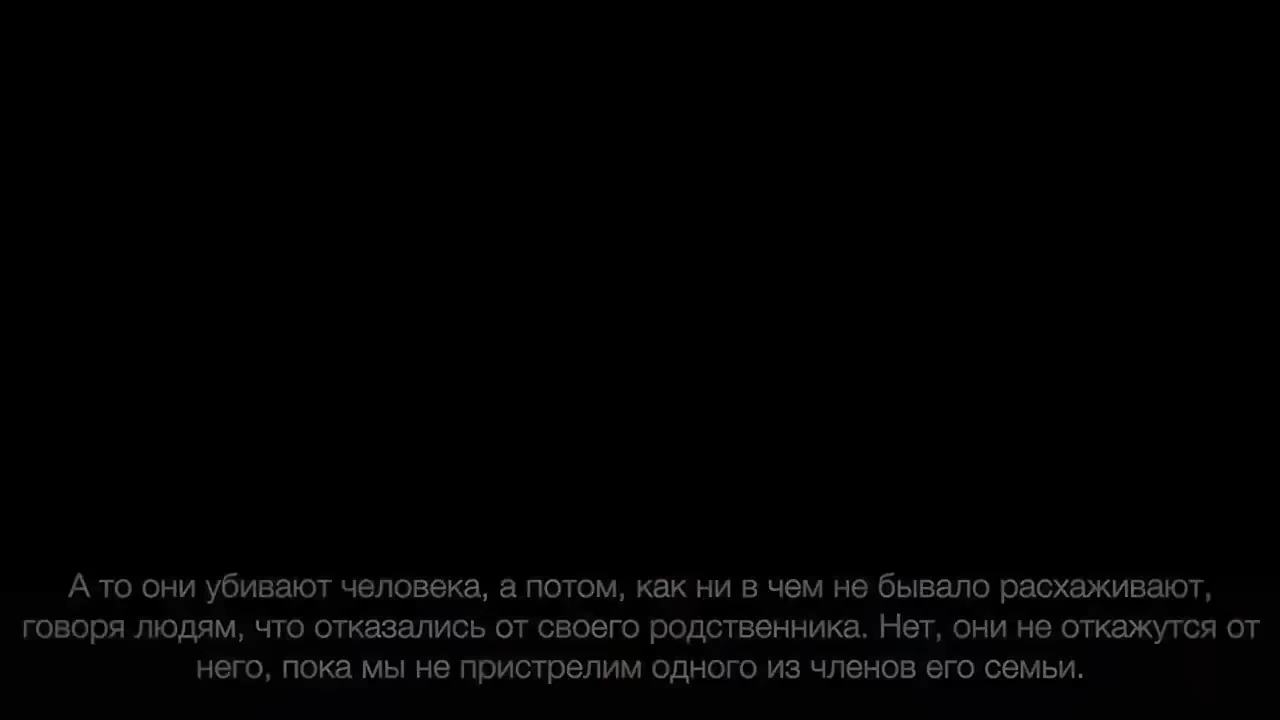 А то они убивают человека, а потом, как ни в чем не бывало расхаживают,
говоря людям, что отказались от своего родственника. Нет, они не откажутся от
него, пока мы не пристрелим одного из членов его семьи.